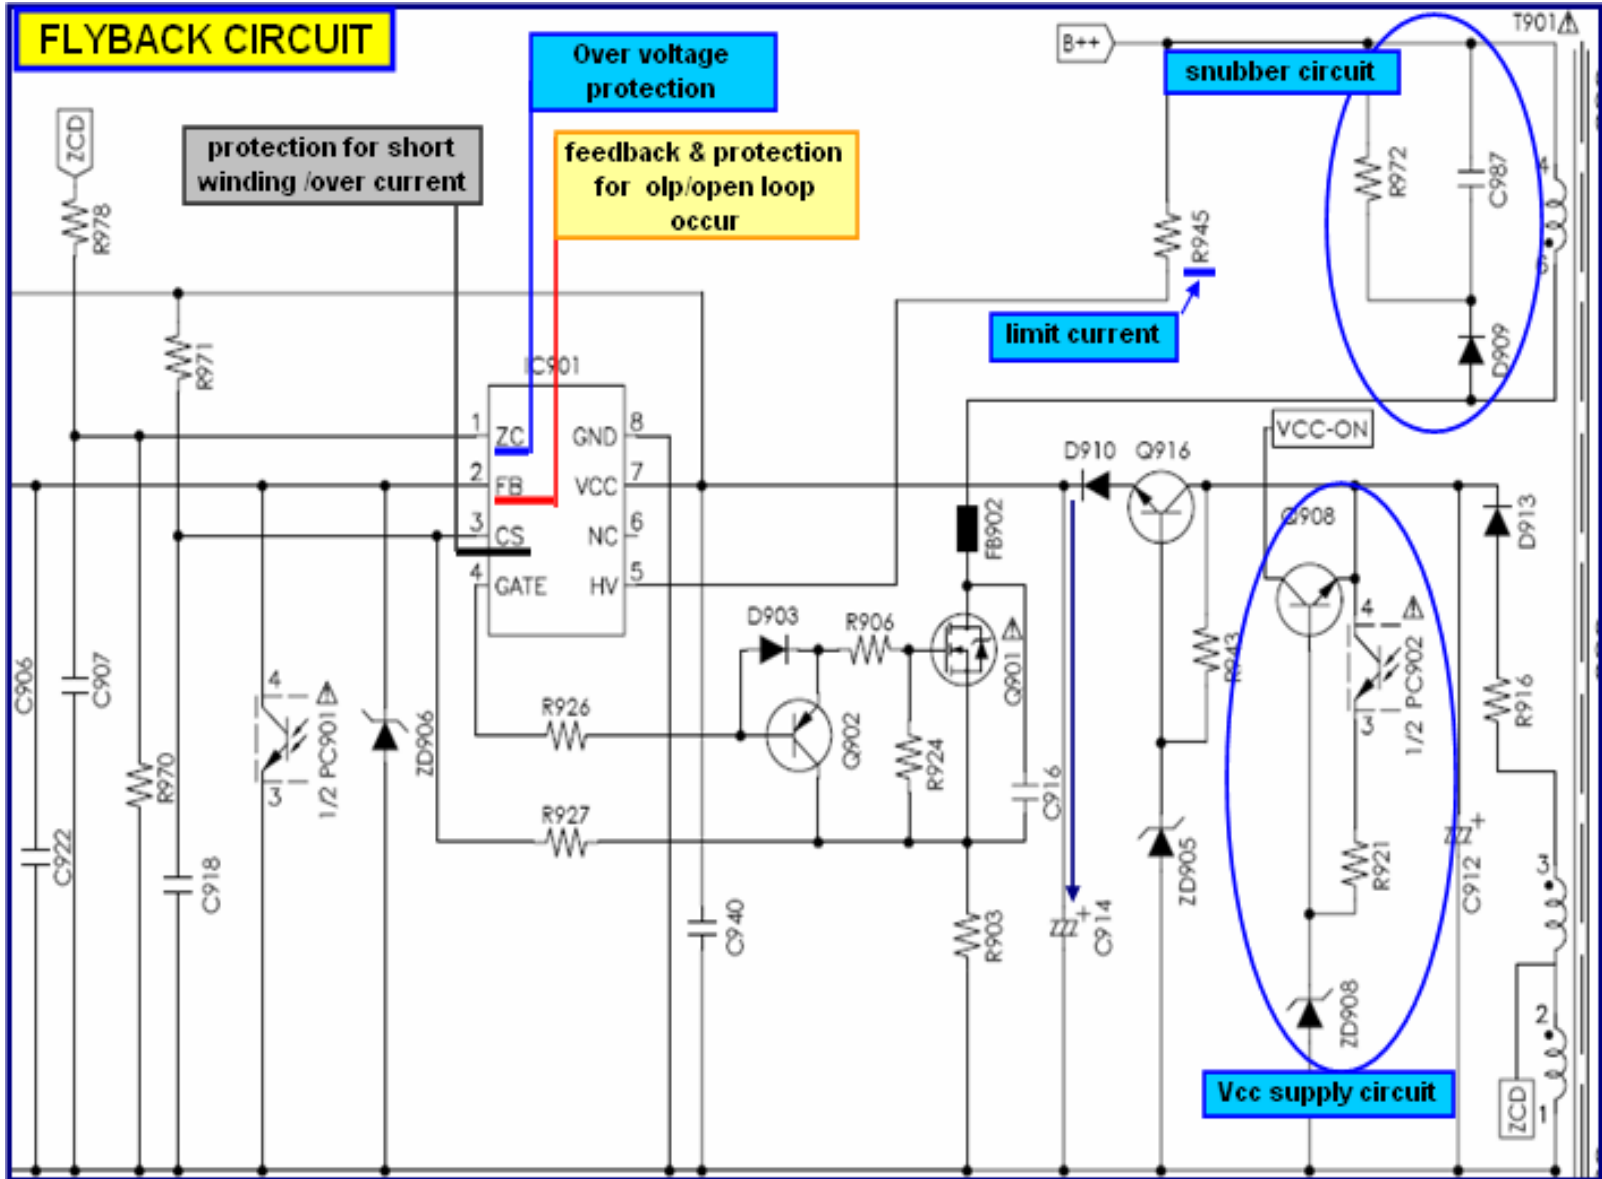 FLYBACK CIRCUIT
Over voltage
protection
B++
T901
snubber circuit
ZCD
protection for short
winding /over current
feedback & protection
for olp/open loop
occur
R978
R972
C987
4
R945
limit current
R971
D909
IC901
VCC-ON
1
ZC
GND
8
2
FB
VCC
7
3
CS
NC
6
4
GATE
HV
5
D910
Q916
Q908
D913
FB902
D903
R906
Q901
R943
4
PC902
3
1/2
R916
C906
C907
4
1/2 PC901
3
ZD906
R926
Q902
R924
C916
R970
R927
C922
C918
C940
R903
+
C914
ZD905
R921
+
C912
3
ZD908
2
Vcc supply circuit
ZCD
1